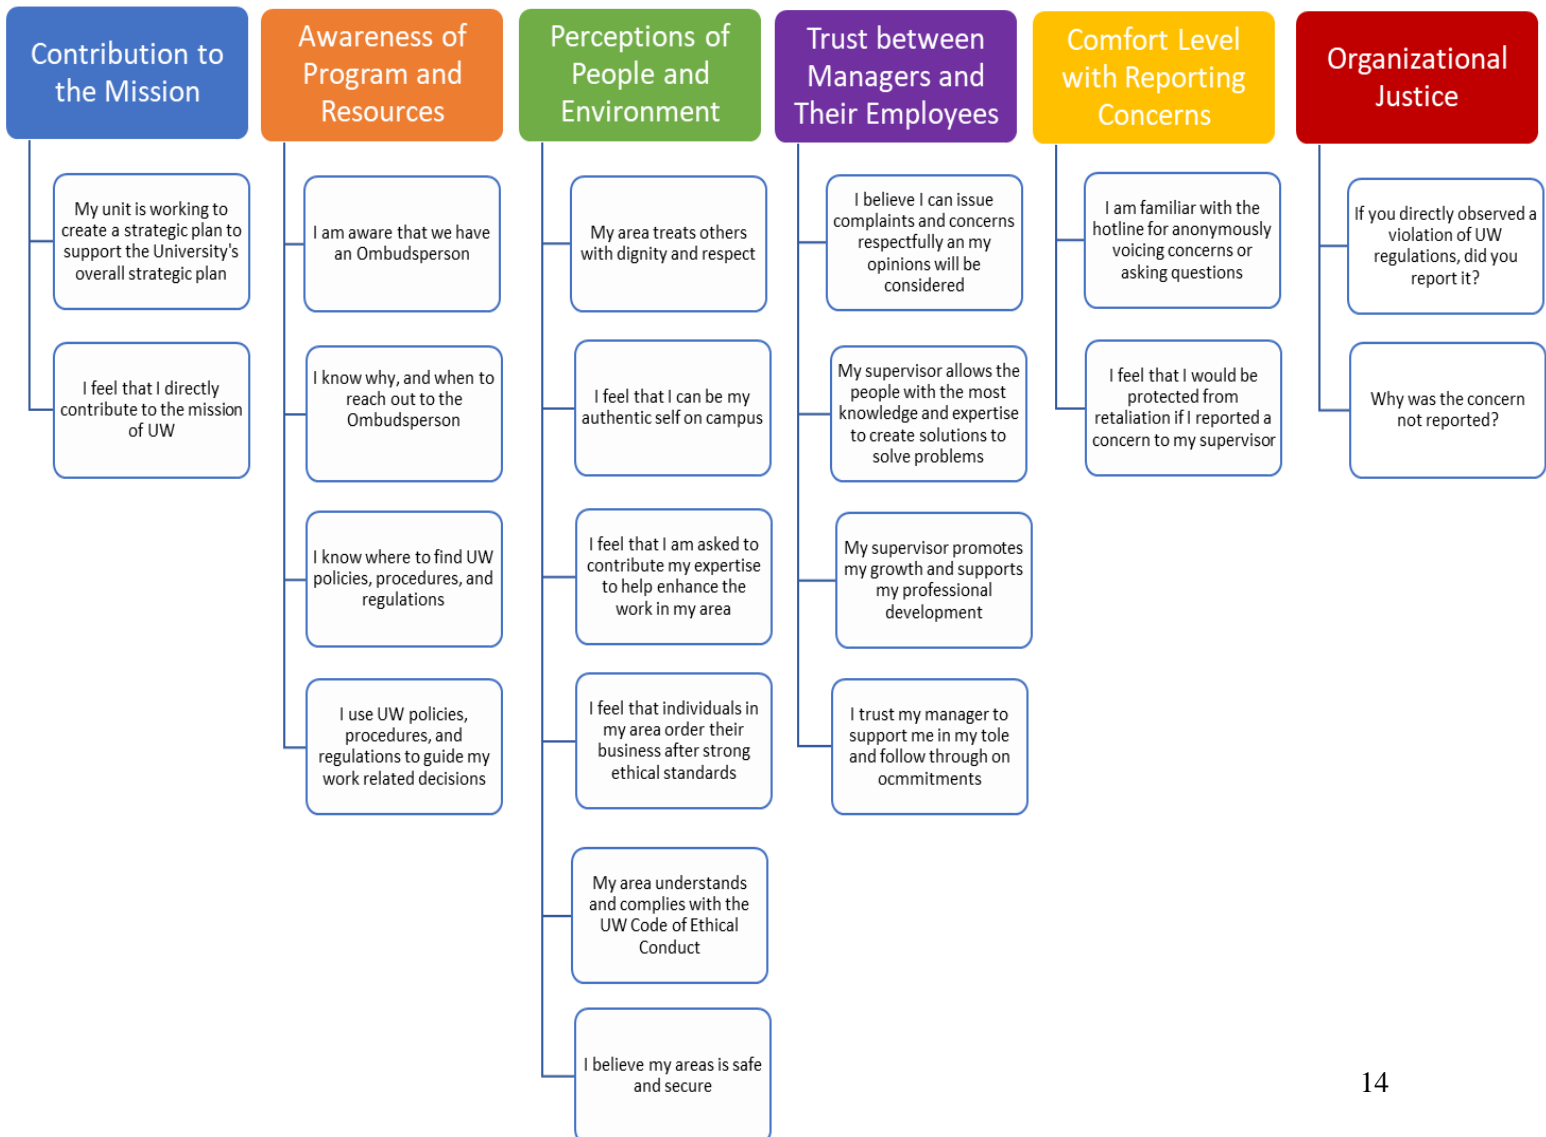 Contribution to
the Mission
My unit is working to
create a strategic plan to
support the University's
overall strategic plan
I feel that I directly
contribute to the mission
of UW
Awareness of
Program and
Resources
I am aware that we have
an Ombudsperson
I know why, and when to
reach out to the
Ombudsperson
I know where to find UW
policies, procedures, and
regulations
I use UW policies,
procedures, and
regulations to guide my
work related decisions
Perceptions of
People and
Environment
My area treats others
with dignity and respect
I feel that I can be my
authentic self on campus
I feel that I am asked to
contribute my expertise
to help enhance the
work in my area
I feel that individuals in
my area order their
business after strong
ethical standards
My area understands
and complies with the
UW Code of Ethical
Conduct
I believe my areas is safe
and secure
Trust between
Managers and
Their Employees
I believe I can issue
complaints and concerns
respectfully an my
opinions will be
considered
My supervisor allows the
people with the most
knowledge and expertise
to create solutions to
solve problems
My supervisor promotes
my growth and supports
my professional
development
I trust my manager to
support me in my tole
and follow through on
ocmmitments
Comfort Level
with Reporting
Concerns
I am familiar with the
hotline for anonymously
voicing concerns or
asking questions
I feel that I would be
protected from
retaliation if I reported a
concern to my supervisor
Organizational
Justice
If you directly observed a
violation of UW
regulations, did you
report it?
Why was the concern
not reported?
14